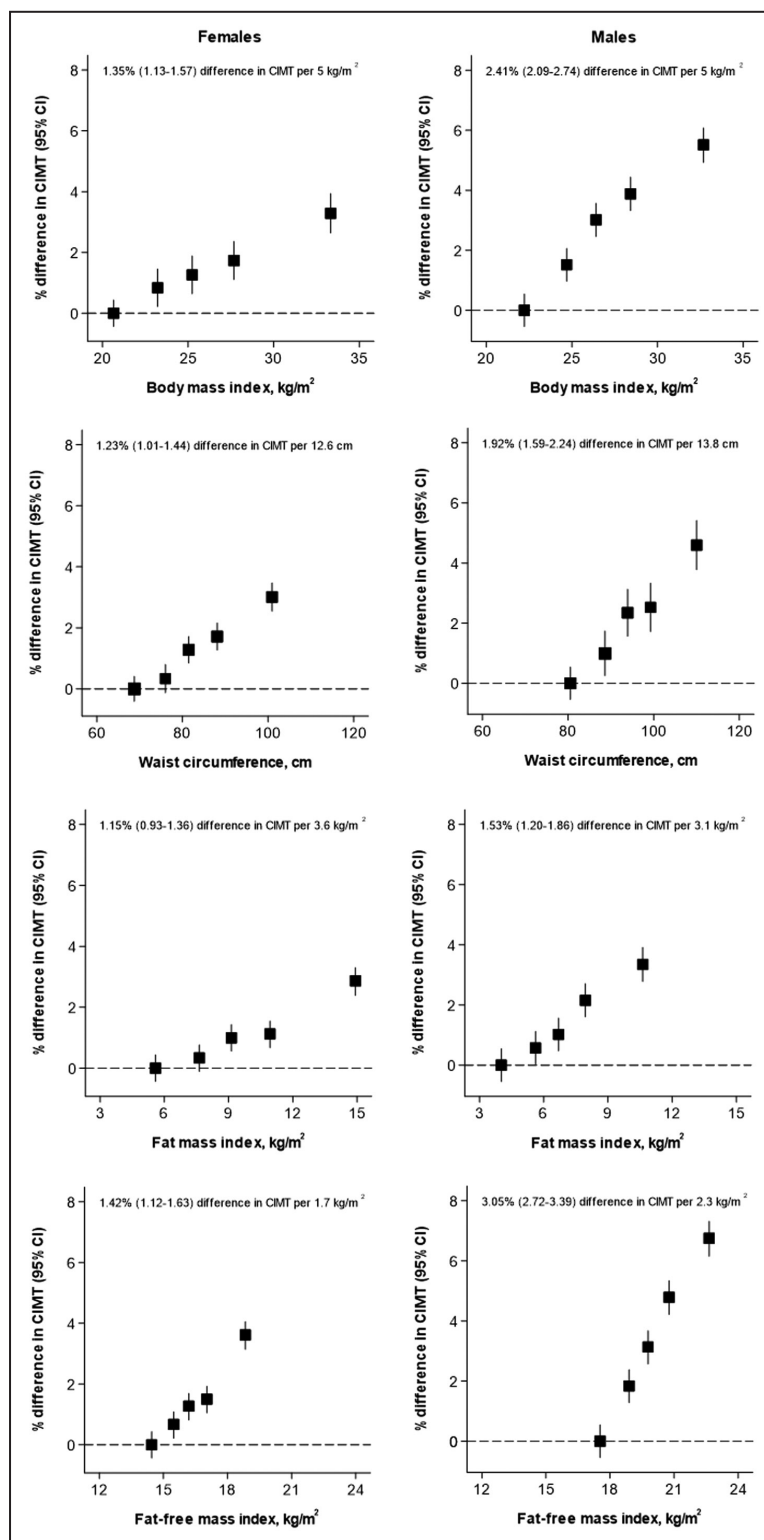 Females
Males
% difference in CIMT (95% CI)
8
6
4
2
0
1.35% (1.13-1.57) difference in CIMT per 5 kg/m²
20
25
30
35
Body mass index, kg/m²
% difference in CIMT (95% CI)
8
6
4
2
0
2.41% (2.09-2.74) difference in CIMT per 5 kg/m²
20
25
30
35
Body mass index, kg/m²
% difference in CIMT (95% CI)
8
6
4
2
0
1.23% (1.01-1.44) difference in CIMT per 12.6 cm
60
80
100
120
Waist circumference, cm
% difference in CIMT (95% CI)
8
6
4
2
0
1.92% (1.59-2.24) difference in CIMT per 13.8 cm
60
80
100
120
Waist circumference, cm
% difference in CIMT (95% CI)
8
6
4
2
0
1.15% (0.93-1.36) difference in CIMT per 3.6 kg/m²
3
6
9
12
15
Fat mass index, kg/m²
% difference in CIMT (95% CI)
8
6
4
2
0
1.53% (1.20-1.86) difference in CIMT per 3.1 kg/m²
3
6
9
12
15
Fat mass index, kg/m²
% difference in CIMT (95% CI)
8
6
4
2
0
1.42% (1.12-1.63) difference in CIMT per 1.7 kg/m²
12
15
18
21
24
Fat-free mass index, kg/m²
% difference in CIMT (95% CI)
8
6
4
2
0
3.05% (2.72-3.39) difference in CIMT per 2.3 kg/m²
12
15
18
21
24
Fat-free mass index, kg/m²